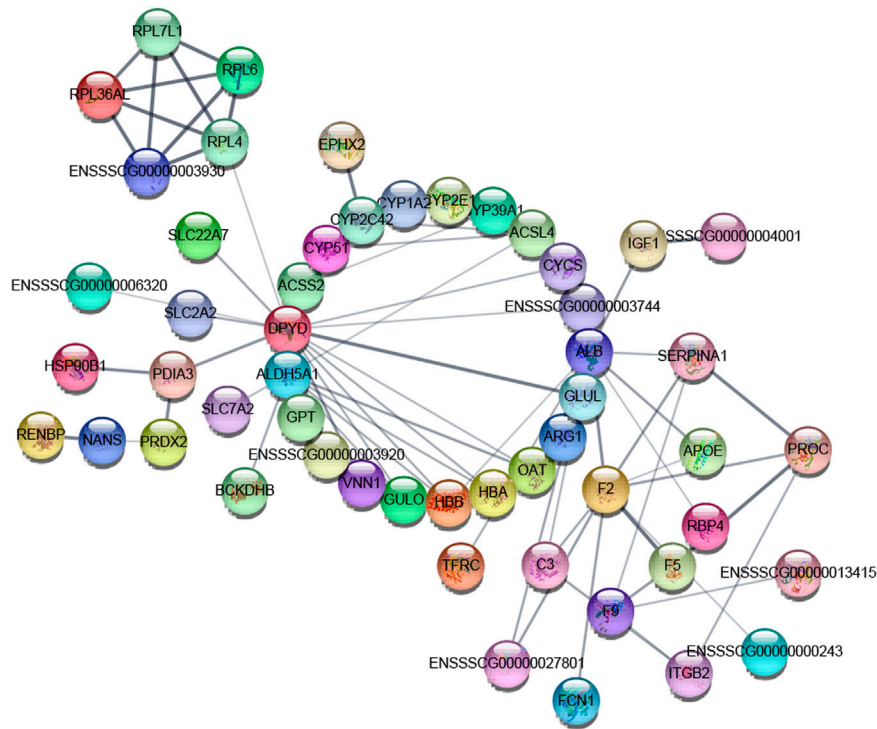 RPL7L1
RPL6
RPL36AL
RPL4
EPHX2
ENSSSCG00000003930
CYP1A2
CYP2E1
CYP2C42
YP39A1
SLC22A7
ACSL4
IGF1
SSSCG00000004001
CYP51
CYCS
ENSSSCG00000006320
ACSS2
ENSSSCG00000003744
SLC2A2
DPYD
ALB
SERPINA1
HSP90B1
PDIA3
ALDH5A1
GLUL
SLC7A2
GPT
RENBP
NANS
PRDX2
ARG1
APOE
PROC
ENSSSCG00000003920
OAT
BCKDHB
VNN1
GULO
HBB
HBA
F2
RBP4
TFRC
C3
F5
ENSSSCG00000013415
F9
ENSSSCG00000000243
ENSSSCG00000027801
ITGB2
FCN1